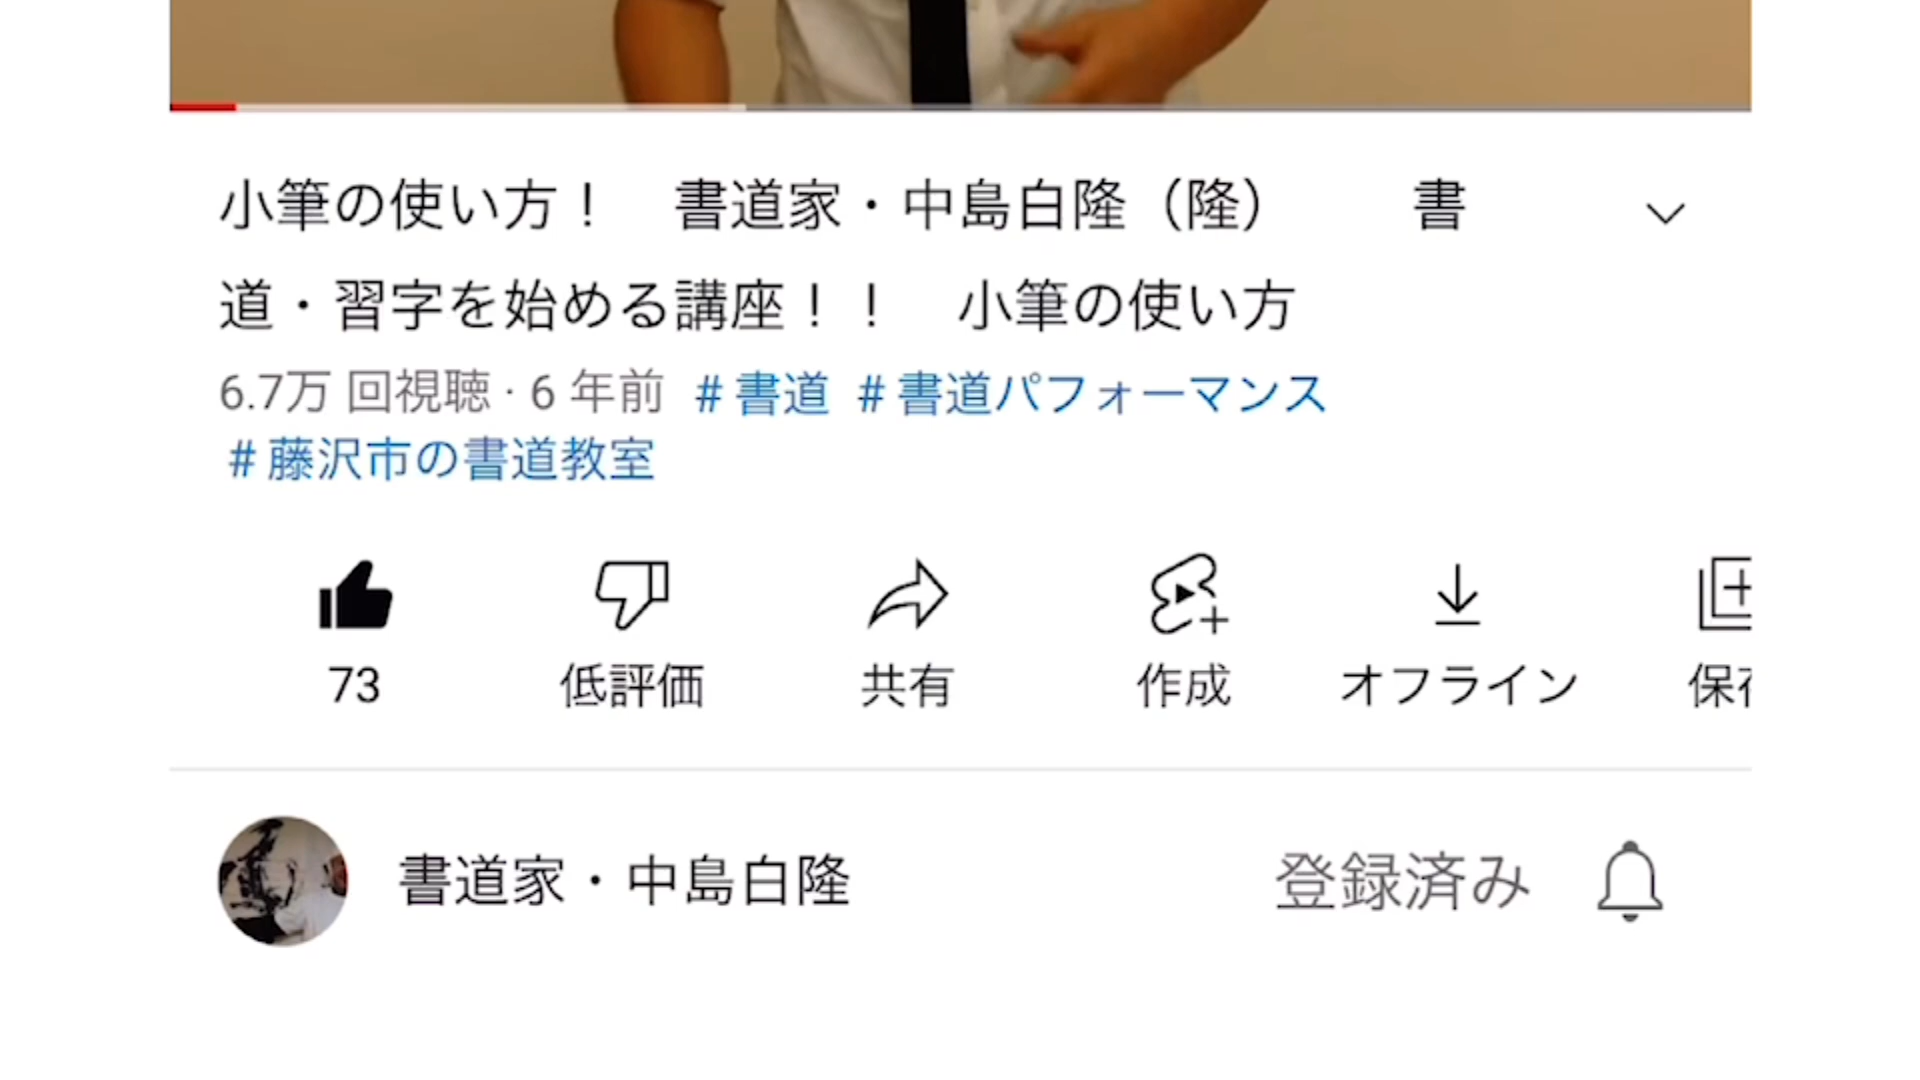 小筆の使い方！　書道家・中島白隆（隆）　　書
道・習字を始める講座！！　小筆の使い方
6.7万 回視聴 · 6 年前 #書道 #書道パフォーマンス
#藤沢市の書道教室
73 低評価 共有 作成 オフライン 保存
書道家・中島白隆 登録済み